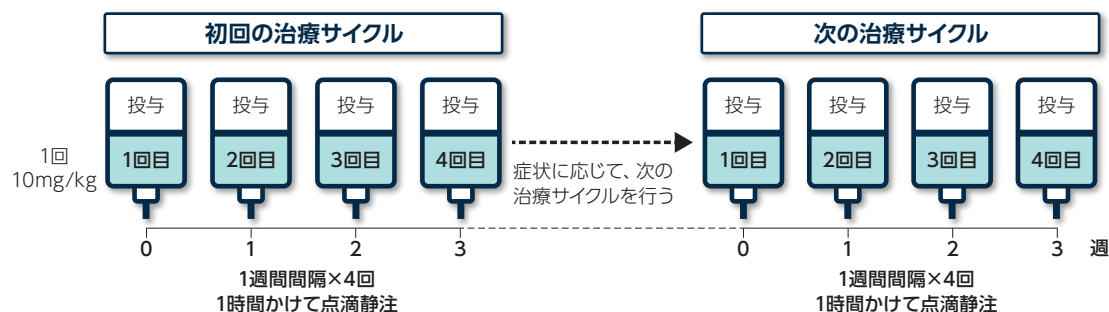 初回の治療サイクル
次の治療サイクル
投与
投与
投与
投与
投与
投与
投与
投与
1回
10mg/kg
1回目
2回目
3回目
4回目
症状に応じて、次の
治療サイクルを行う
1回目
2回目
3回目
4回目
0
1
2
3
0
1
2
3
週
1週間間隔×4回
1時間かけて点滴静注
1週間間隔×4回
1時間かけて点滴静注